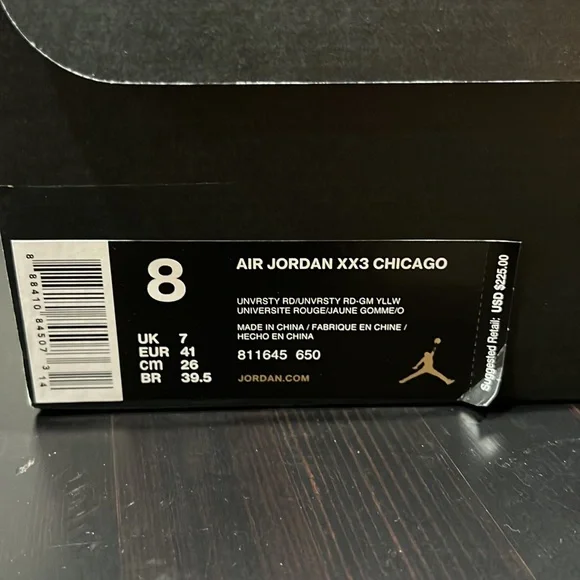 8 88410 84507 3 14
8
AIR JORDAN XX3 CHICAGO
UNVRSTY RD/UNVRSTY RD-GM YLLW
UNIVERSITE ROUGE/JAUNE GOMME/O
MADE IN CHINA / FABRIQUE EN CHINE /
HECHO EN CHINA
UK 7
EUR 41
cm 26
BR 39.5
811645 650
JORDAN.COM
Suggested Retail: USD $225.00